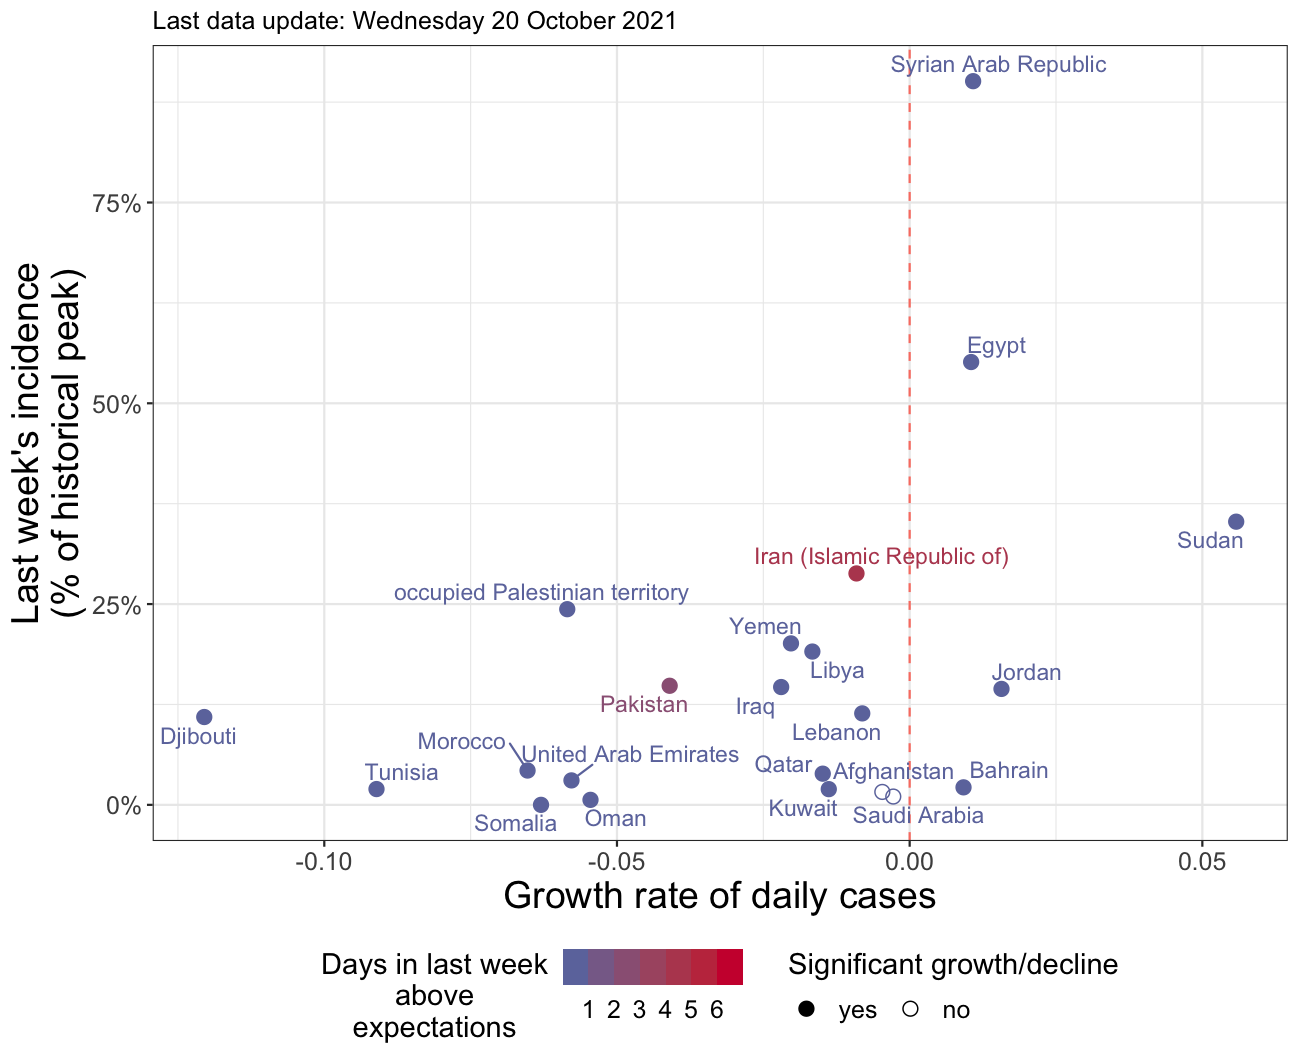 Last data update: Wednesday 20 October 2021
Syrian Arab Republic
75%
Egypt
50%
Sudan
Iran (Islamic Republic of)
occupied Palestinian territory
25%
Yemen
Libya
Jordan
Pakistan
Iraq
Lebanon
Djibouti
Morocco
United Arab Emirates
Qatar
Afghanistan
Bahrain
Tunisia
0%
Kuwait
Saudi Arabia
Somalia
Oman
Last week's incidence
(% of historical peak)
-0.10 -0.05 0.00 0.05
Growth rate of daily cases
Days in last week
above
expectations
1 2 3 4 5 6
Significant growth/decline
yes no